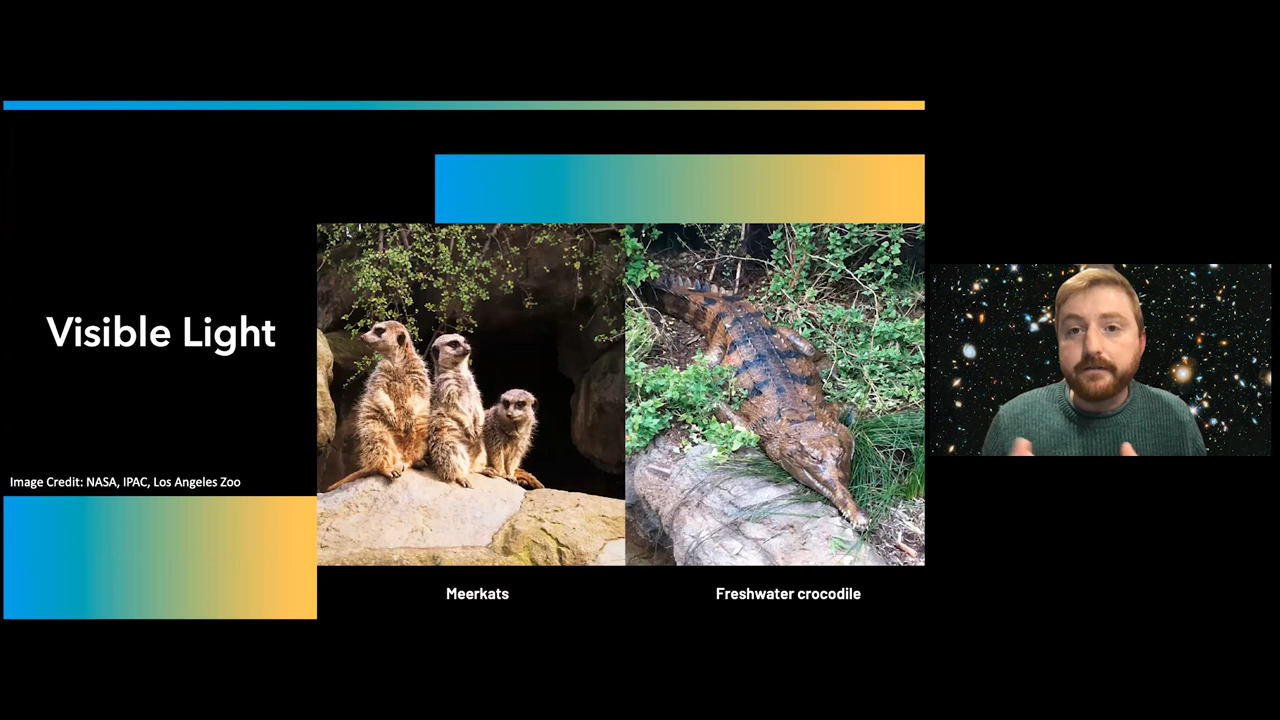 Visible Light
Image Credit: NASA, IPAC, Los Angeles Zoo
Meerkats
Freshwater crocodile